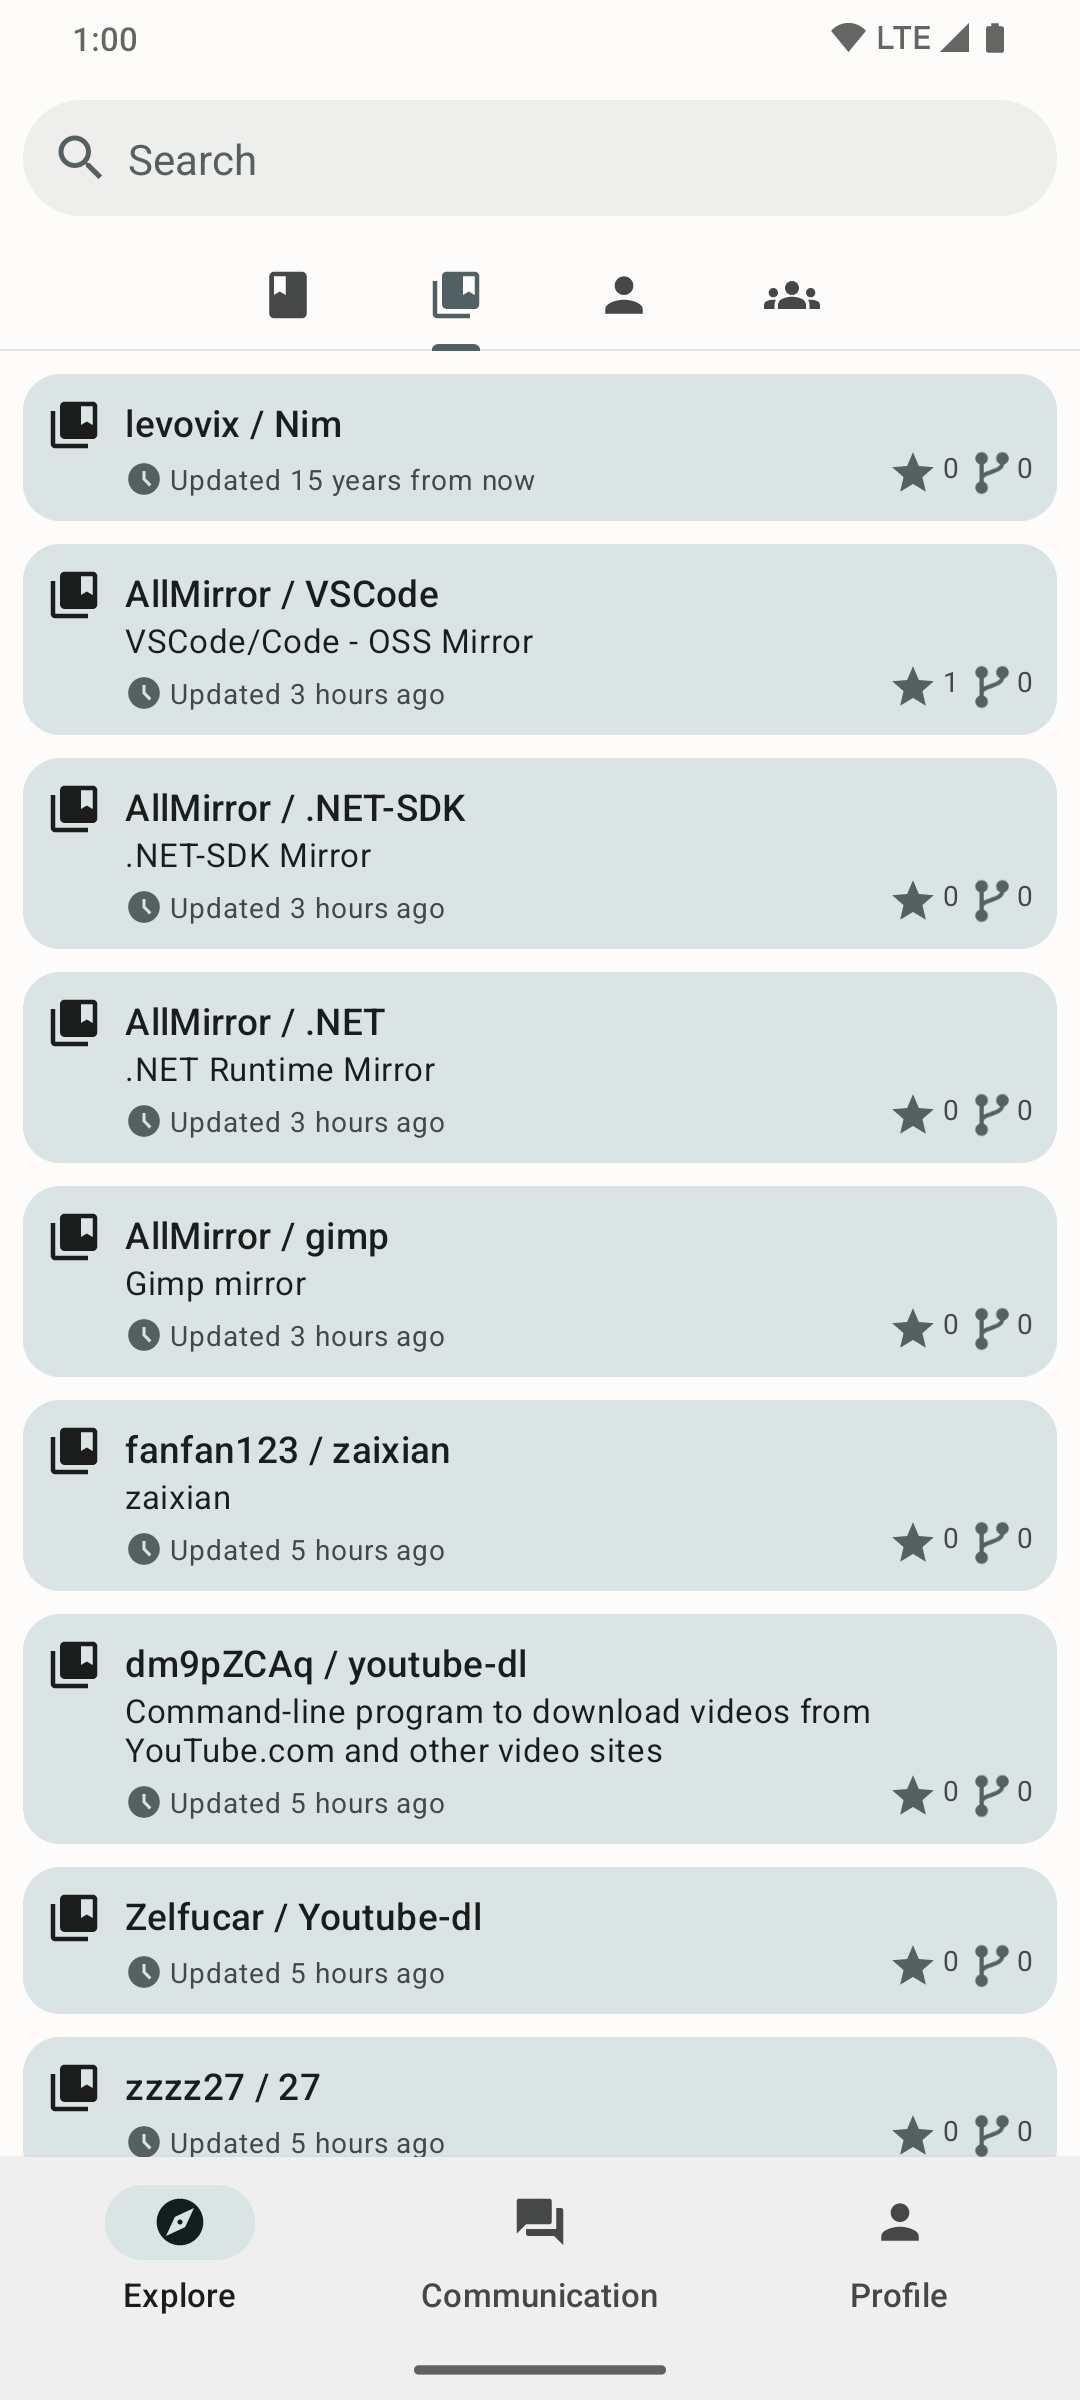 1:00
LTE
Search
levovix / Nim
Updated 15 years from now
0
0
AllMirror / VSCode
VSCode/Code - OSS Mirror
Updated 3 hours ago
1
0
AllMirror / .NET-SDK
.NET-SDK Mirror
Updated 3 hours ago
0
0
AllMirror / .NET
.NET Runtime Mirror
Updated 3 hours ago
0
0
AllMirror / gimp
Gimp mirror
Updated 3 hours ago
0
0
fanfan123 / zaixian
zaixian
Updated 5 hours ago
0
0
dm9pZCAq / youtube-dl
Command-line program to download videos from
YouTube.com and other video sites
Updated 5 hours ago
0
0
Zelfucar / Youtube-dl
Updated 5 hours ago
0
0
zzzz27 / 27
Updated 5 hours ago
0
0
Explore
Communication
Profile